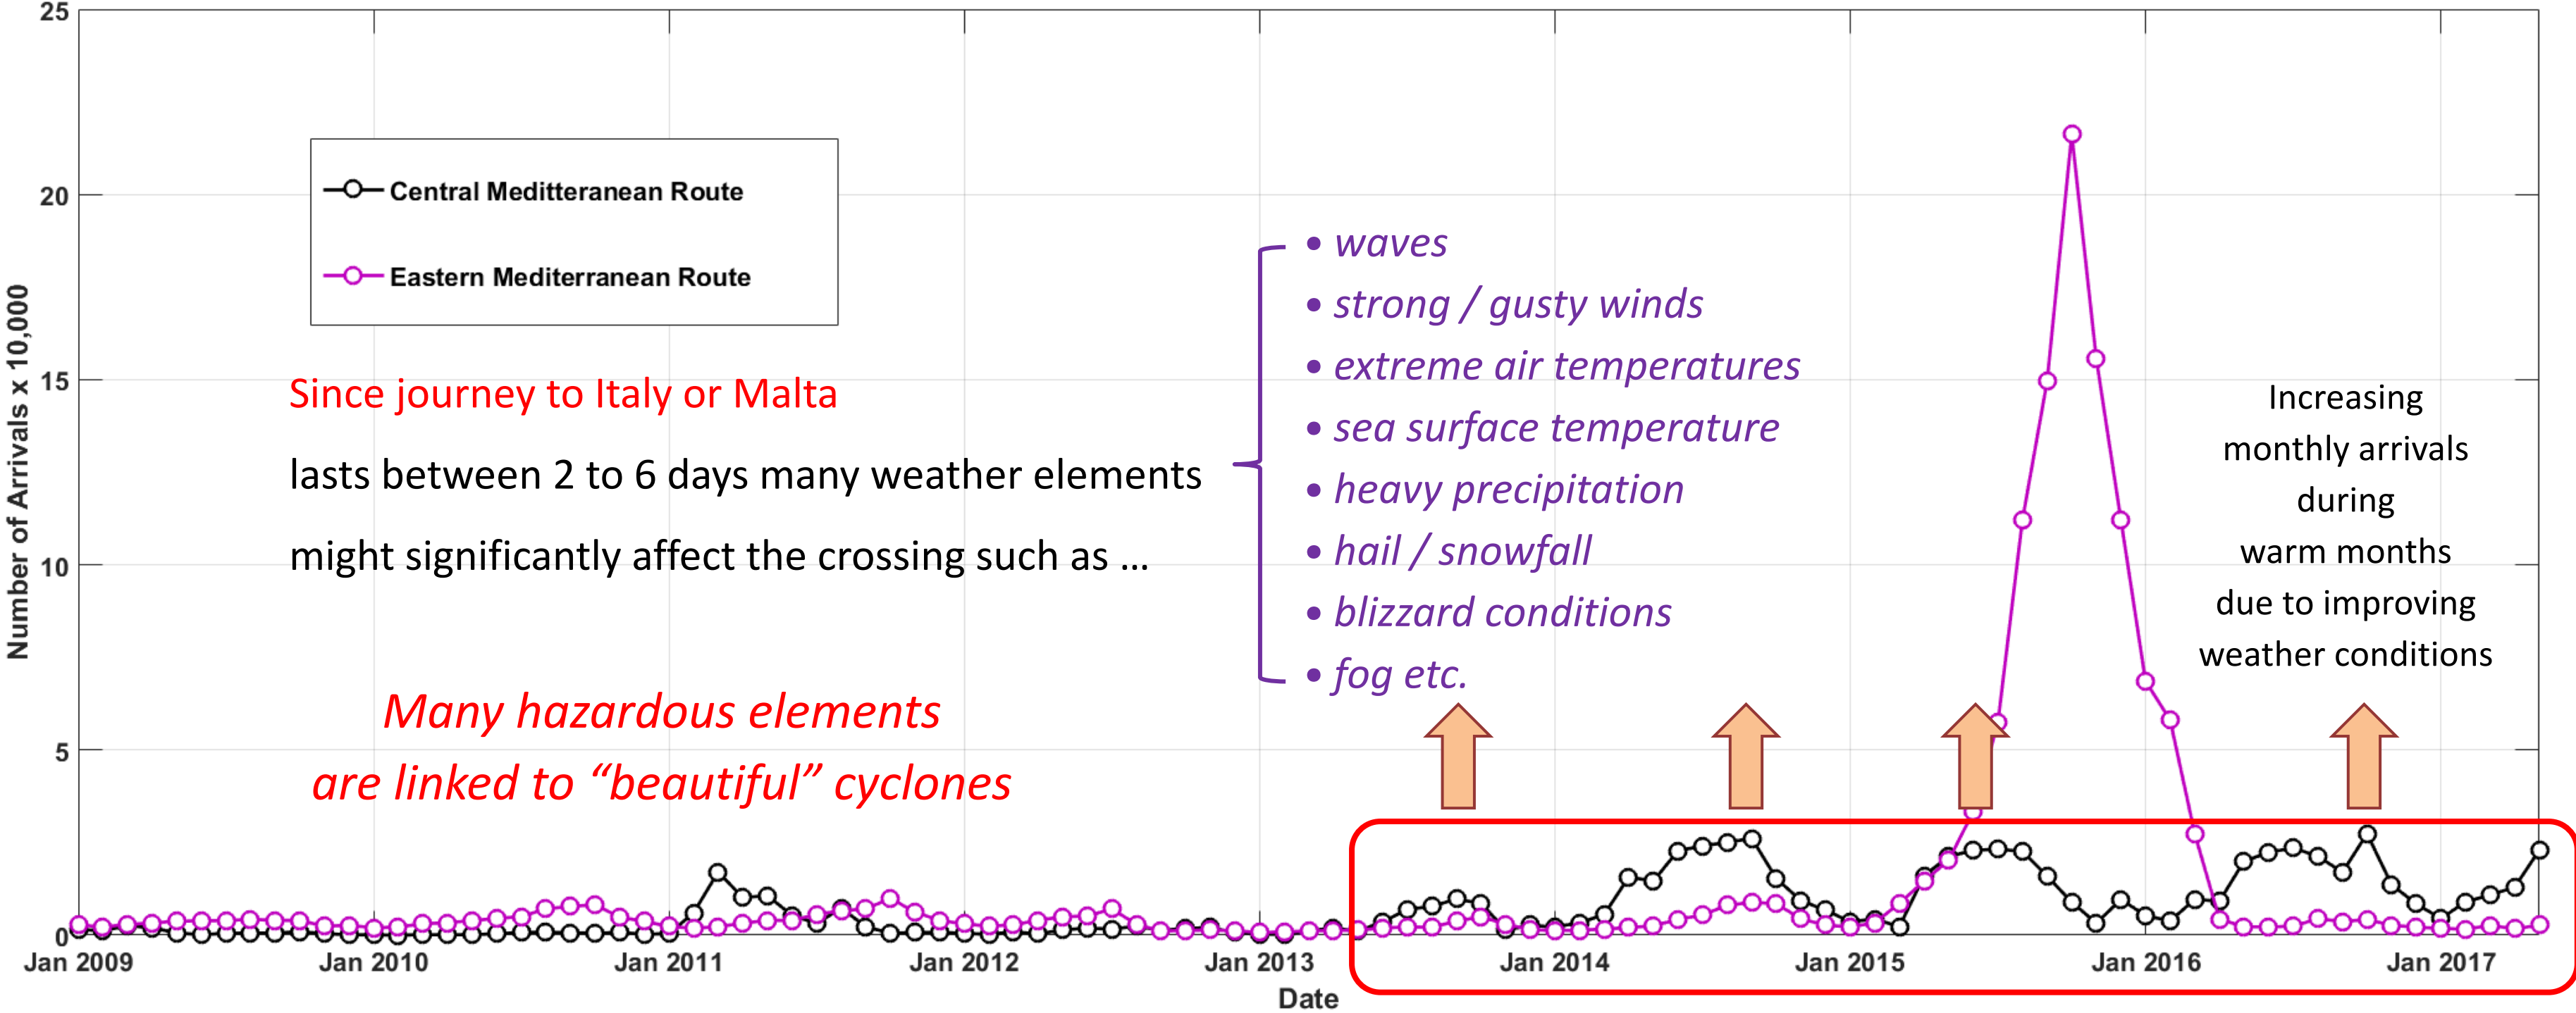 25
20
15
10
5
0
Number of Arrivals x 10,000
Central Meditteranean Route
Eastern Mediterranean Route
Since journey to Italy or Malta
lasts between 2 to 6 days many weather elements
might significantly affect the crossing such as ...
Many hazardous elements
are linked to “beautiful” cyclones
• waves
• strong / gusty winds
• extreme air temperatures
• sea surface temperature
• heavy precipitation
• hail / snowfall
• blizzard conditions
• fog etc.
Increasing
monthly arrivals
during
warm months
due to improving
weather conditions
Jan 2009 Jan 2010 Jan 2011 Jan 2012 Jan 2013 Jan 2014 Jan 2015 Jan 2016 Jan 2017
Date